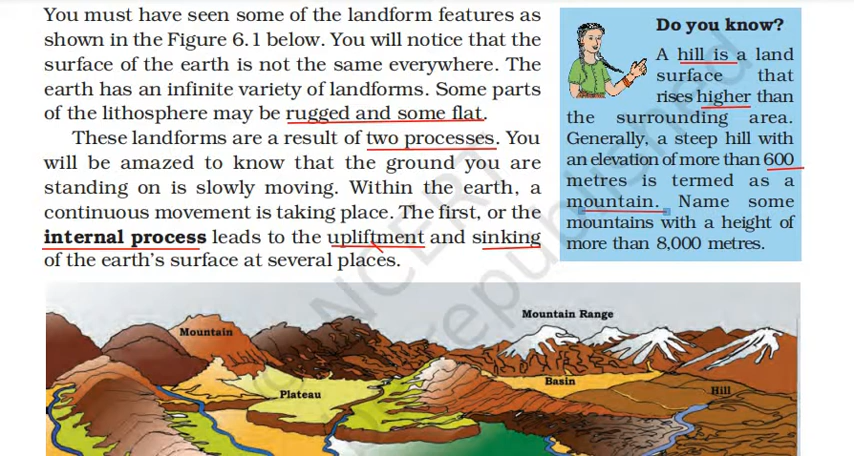 You must have seen some of the landform features as
shown in the Figure 6.1 below. You will notice that the
surface of the earth is not the same everywhere. The
earth has an infinite variety of landforms. Some parts
of the lithosphere may be rugged and some flat.
These landforms are a result of two processes. You
will be amazed to know that the ground you are
standing on is slowly moving. Within the earth, a
continuous movement is taking place. The first, or the
internal process leads to the upliftment and sinking
of the earth's surface at several places.
Do you know?
A hill is a land
surface that
rises higher than
the surrounding area.
Generally, a steep hill with
an elevation of more than 600
metres is termed as a
mountain. Name some
mountains with a height of
more than 8,000 metres.
Mountain Range
Mountain
Basin
Plateau
Hill
© NCERT
republished